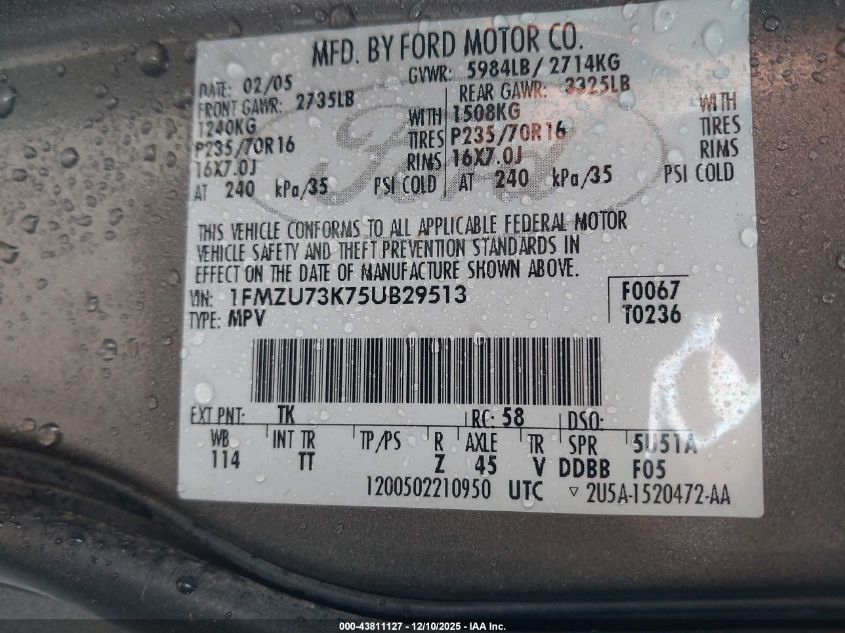 MFD. BY FORD MOTOR CO.
DATE: 02/05 GVWR: 5984LB/ 2714KG
FRONT GAWR: 2735LB REAR GAWR: 3325LB
1240KG WITH 1508KG WITH
P235/70R16 TIRES P235/70R16 TIRES
16X7.0J RIMS 16X7.0J RIMS
AT 240 kPa/35 PSI COLD AT 240 kPa/35 PSI COLD
Ford
THIS VEHICLE CONFORMS TO ALL APPLICABLE FEDERAL MOTOR
VEHICLE SAFETY AND THEFT PREVENTION STANDARDS IN
EFFECT ON THE DATE OF MANUFACTURE SHOWN ABOVE.
VIN: 1FMZU73K75UB29513 F0067
TYPE: MPV T0236
EXT PNT: TK RC: 58 DSO:
WB INT TR TP/PS R AXLE TR SPR 5U51A
114 TT Z 45 V DDBB F05
1200502210950 UTC ▽ 2U5A-1520472-AA
000-43811127 - 12/10/2025 - IAA Inc.